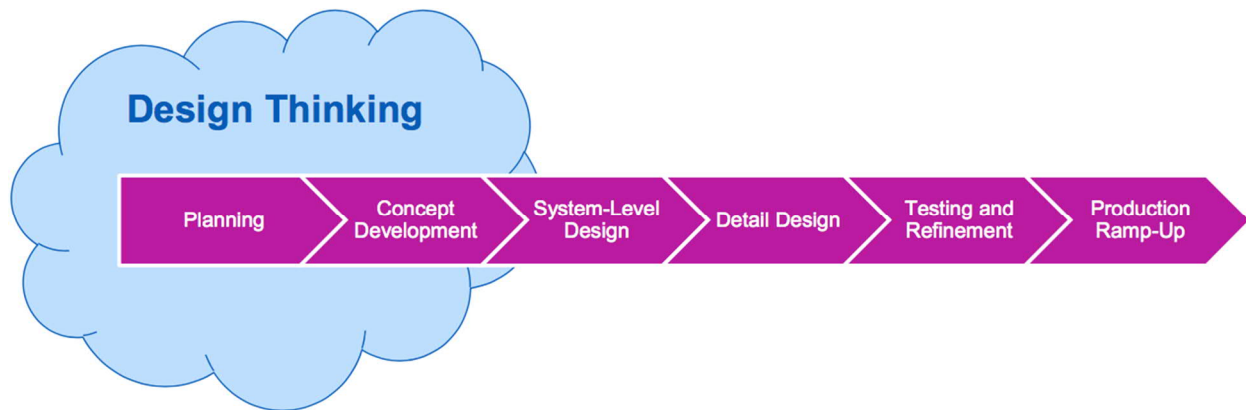 Design Thinking
Planning
Concept
Development
System-Level
Design
Detail Design
Testing and
Refinement
Production
Ramp-Up